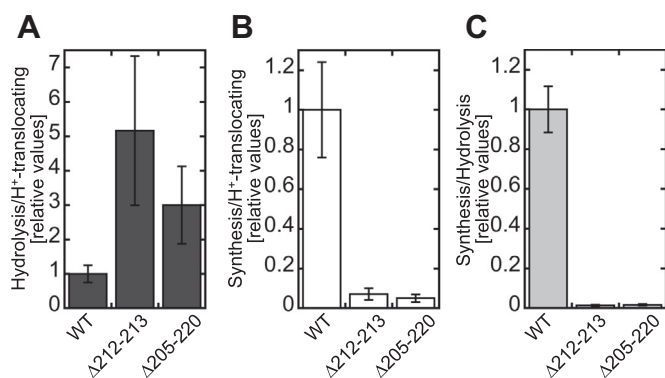 A
Hydrolysis/H⁺-translocating
[relative values]
7
6
5
4
3
2
1
0
WT
Δ212-213
Δ205-220
B
Synthesis/H⁺-translocating
[relative values]
1.2
1
0.8
0.6
0.4
0.2
0
WT
Δ212-213
Δ205-220
C
Synthesis/Hydrolysis
[relative values]
1.2
1
0.8
0.6
0.4
0.2
0
WT
Δ212-213
Δ205-220